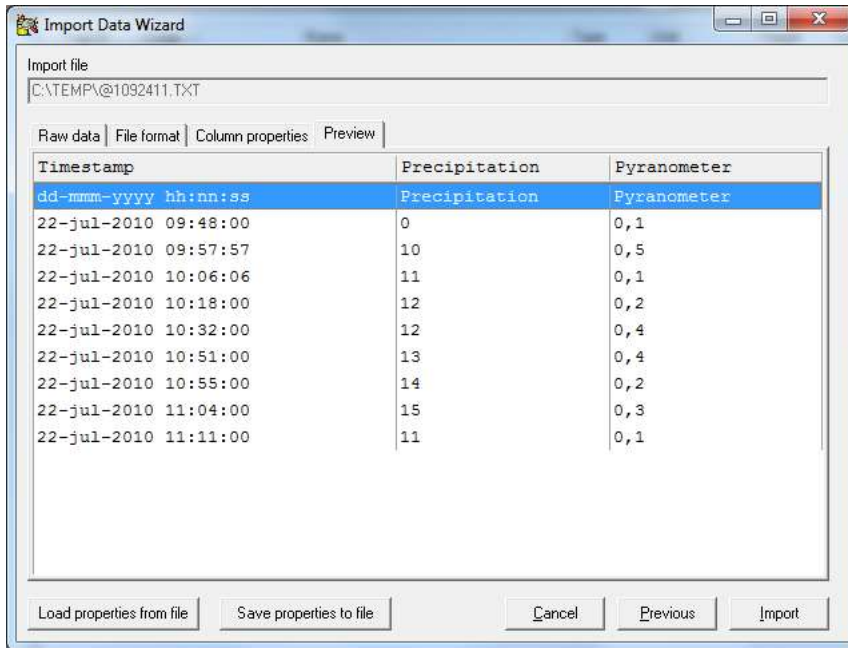 Import Data Wizard
Import file
C:\TEMP\@1092411.TXT
Raw data File format Column properties Preview
Timestamp Precipitation Pyranometer
dd-mmm-yyyy hh:nn:ss Precipitation Pyranometer
22-jul-2010 09:48:00 0 0,1
22-jul-2010 09:57:57 10 0,5
22-jul-2010 10:06:06 11 0,1
22-jul-2010 10:18:00 12 0,2
22-jul-2010 10:32:00 12 0,4
22-jul-2010 10:51:00 13 0,4
22-jul-2010 10:55:00 14 0,2
22-jul-2010 11:04:00 15 0,3
22-jul-2010 11:11:00 11 0,1
Load properties from file Save properties to file Cancel Previous Import